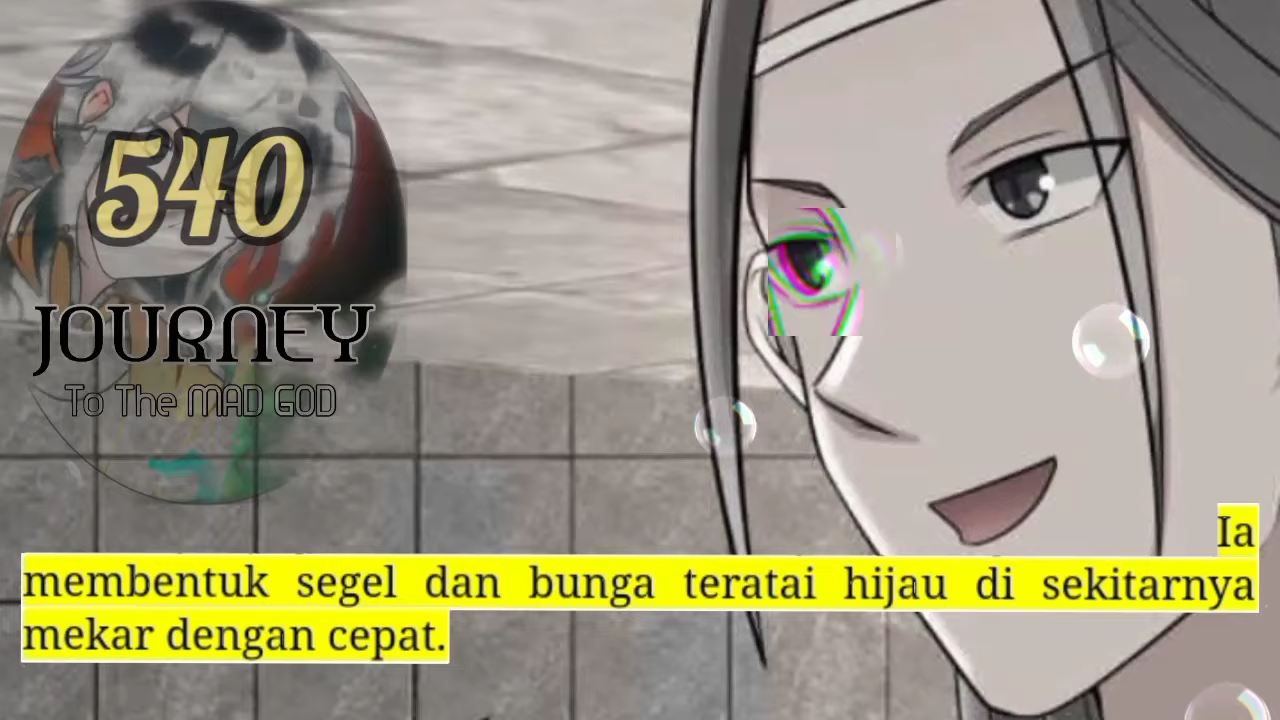 540
JOURNEY
To The MAD GOD
Ia
membentuk segel dan bunga teratai hijau di sekitarnya
mekar dengan cepat.